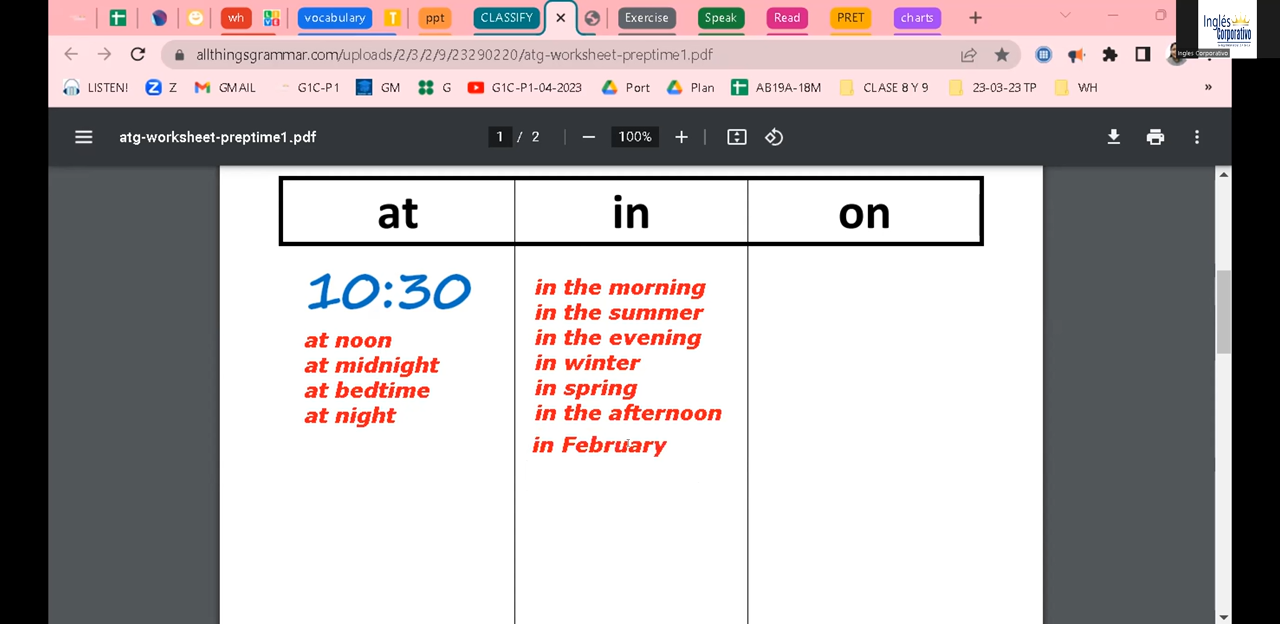 wh
vocabulary
T
ppt
CLASSIFY
Exercise
Speak
Read
PRET
charts
Inglés
Corporativo
Inglés Corporativo
allthingsgrammar.com/uploads/2/3/2/9/23290220/atg-worksheet-preptime1.pdf
LISTEN!
Z
GMAIL
G1C-P1
GM
G
G1C-P1-04-2023
Port
Plan
AB19A-18M
CLASE 8 Y 9
23-03-23 TP
WH
»
atg-worksheet-preptime1.pdf
1 / 2
100%
at in on
10:30
at noon
at midnight
at bedtime
at night
in the morning
in the summer
in the evening
in winter
in spring
in the afternoon
in February